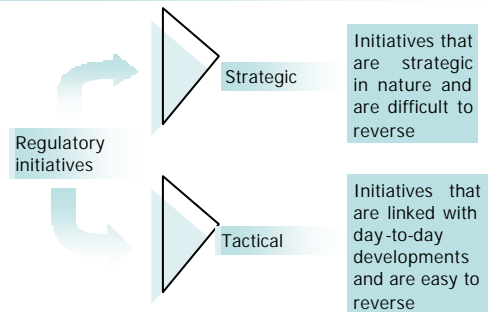 Regulatory
initiatives
Strategic
Initiatives that
are strategic
in nature and
are difficult to
reverse
Tactical
Initiatives that
are linked with
day-to-day
developments
and are easy to
reverse